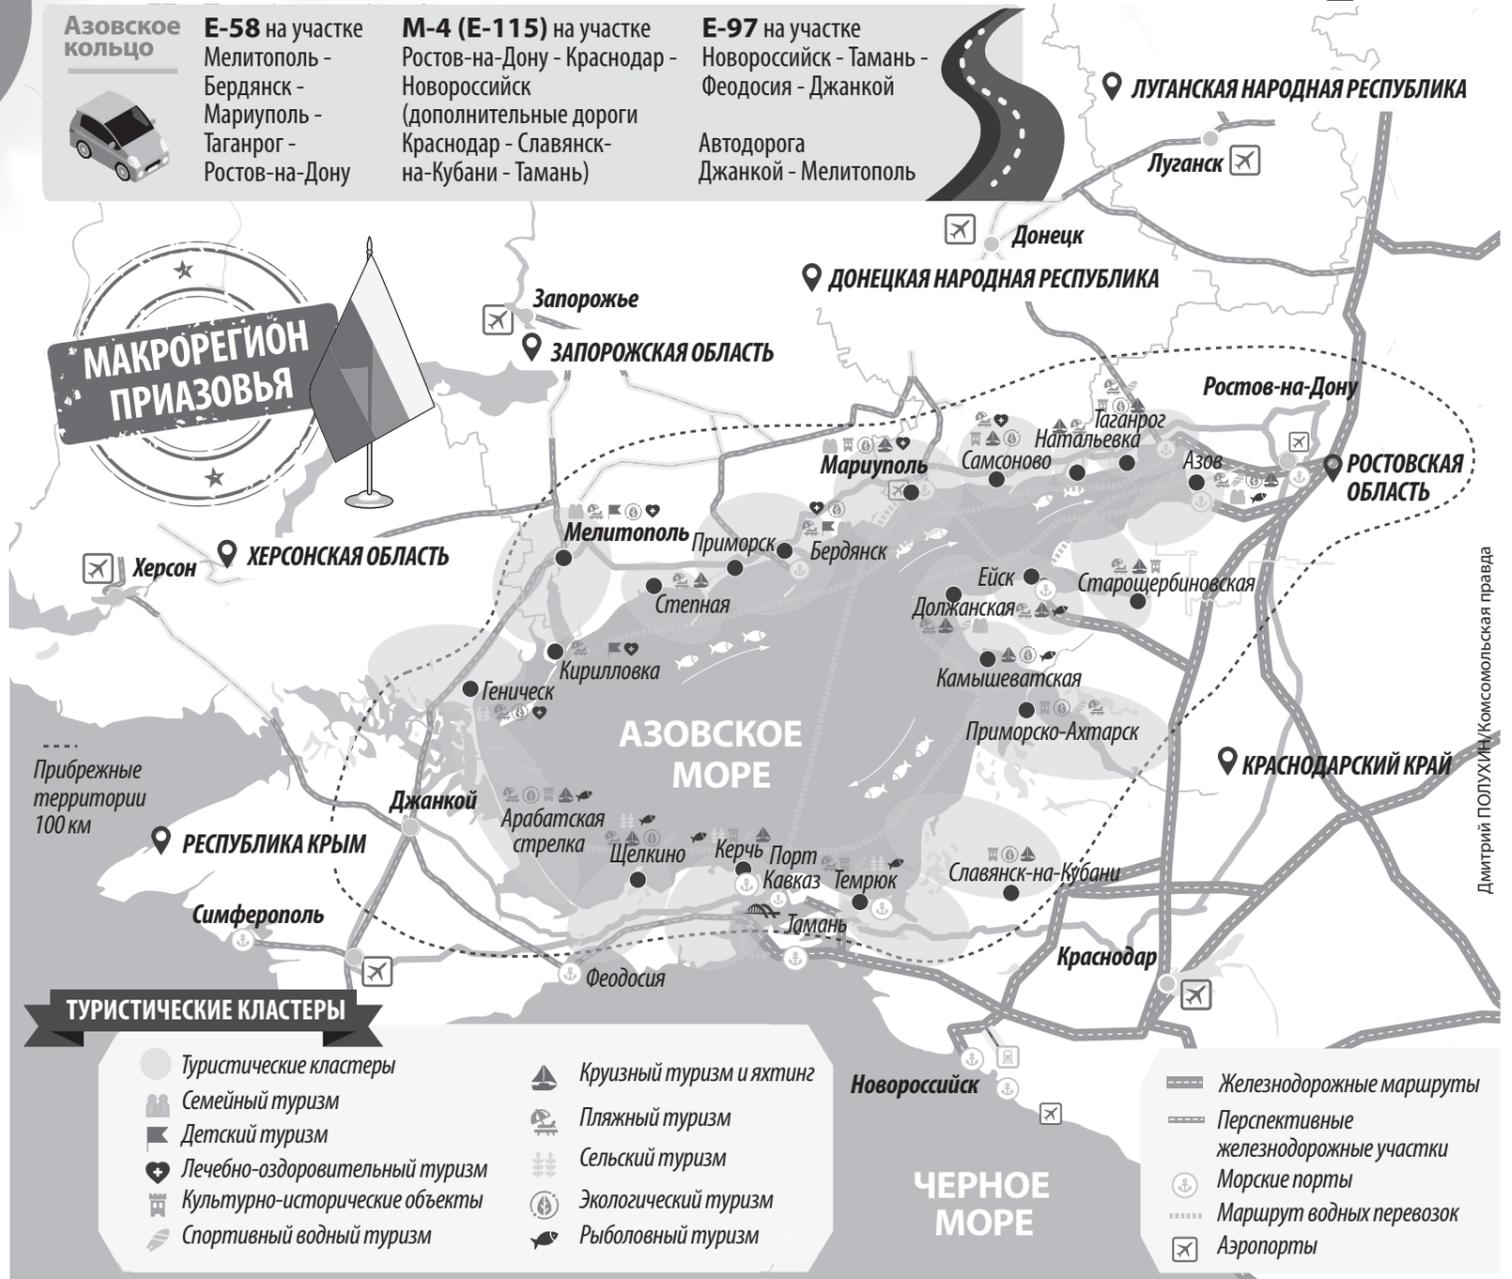 Азовское
кольцо
Е-58 на участке
Мелитополь -
Бердянск -
Мариуполь -
Таганрог -
Ростов-на-Дону
М-4 (Е-115) на участке
Ростов-на-Дону - Краснодар -
Новороссийск
(дополнительные дороги
Краснодар - Славянск-
на-Кубани - Тамань)
Е-97 на участке
Новороссийск - Тамань -
Феодосия - Джанкой
Автодорога
Джанкой - Мелитополь
ЛУГАНСКАЯ НАРОДНАЯ РЕСПУБЛИКА
Луганск
Донецк
ДОНЕЦКАЯ НАРОДНАЯ РЕСПУБЛИКА
Запорожье
ЗАПОРОЖСКАЯ ОБЛАСТЬ
МАКРОРЕГИОН
ПРИАЗОВЬЯ
Ростов-на-Дону
Таганрог
Натальевка
Мариуполь
Самсоново
Азов
РОСТОВСКАЯ
ОБЛАСТЬ
Мелитополь
Приморск
Бердянск
Херсон
ХЕРСОНСКАЯ ОБЛАСТЬ
Степная
Ейск
Старощербиновская
Должанская
Кирилловка
Геническ
Камышеватская
Приморско-Ахтарск
АЗОВСКОЕ
МОРЕ
КРАСНОДАРСКИЙ КРАЙ
Прибрежные
территории
100 км
Джанкой
РЕСПУБЛИКА КРЫМ
Арабатская
стрелка
Щелкино
Керчь
Порт
Кавказ
Темрюк
Славянск-на-Кубани
Симферополь
Тамань
Краснодар
Феодосия
Дмитрий ПОЛУХИН/Комсомольская правда
ТУРИСТИЧЕСКИЕ КЛАСТЕРЫ
Туристические кластеры
Семейный туризм
Детский туризм
Лечебно-оздоровительный туризм
Культурно-исторические объекты
Спортивный водный туризм
Круизный туризм и яхтинг
Пляжный туризм
Сельский туризм
Экологический туризм
Рыболовный туризм
Новороссийск
ЧЕРНОЕ
МОРЕ
Железнодорожные маршруты
Перспективные
железнодорожные участки
Морские порты
Маршрут водных перевозок
Аэропорты